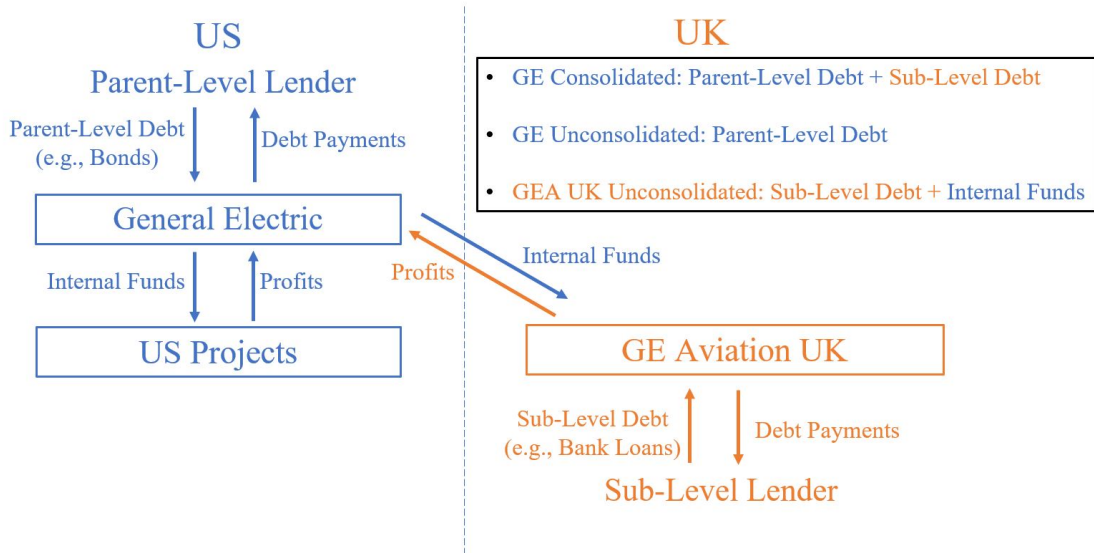 US
UK
Parent-Level Lender
• GE Consolidated: Parent-Level Debt + Sub-Level Debt
• GE Unconsolidated: Parent-Level Debt
• GEA UK Unconsolidated: Sub-Level Debt + Internal Funds
Parent-Level Debt
(e.g., Bonds)
Debt Payments
General Electric
Internal Funds
Profits
Internal Funds
Profits
US Projects
GE Aviation UK
Sub-Level Debt
(e.g., Bank Loans)
Debt Payments
Sub-Level Lender